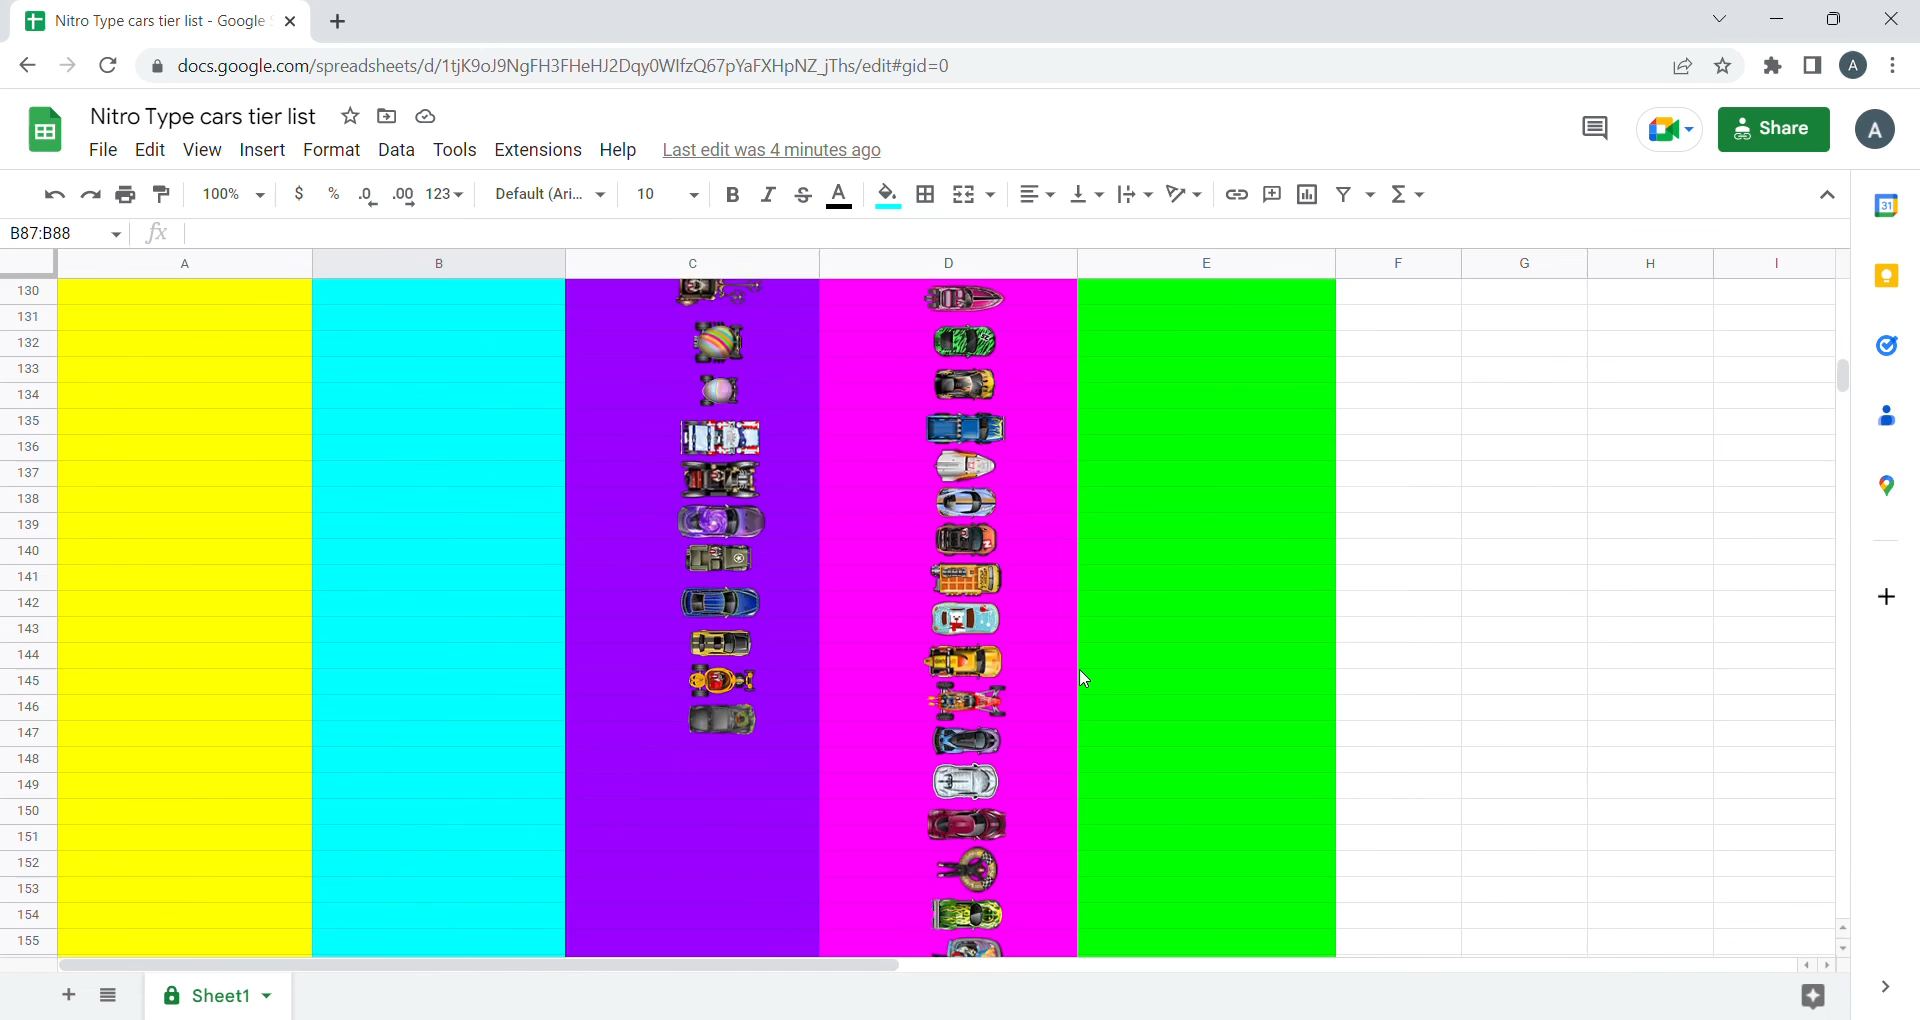 Nitro Type cars tier list - Google
docs.google.com/spreadsheets/d/1tjK9oJ9NgFH3FHeHJ2Dqy0WIfzQ67pYaFXHpNZ_jThs/edit#gid=0
A
Nitro Type cars tier list
Share
A
File Edit View Insert Format Data Tools Extensions Help Last edit was 4 minutes ago
100% $ % .0 .00 123 Default (Ari... 10 B I S A
31
B87:B88 fx
A B C D E F G H I
130
131
132
133
134
135
136
137
138
139
140
141
142
143
144
145
146
147
148
149
150
151
152
153
154
155
Sheet1